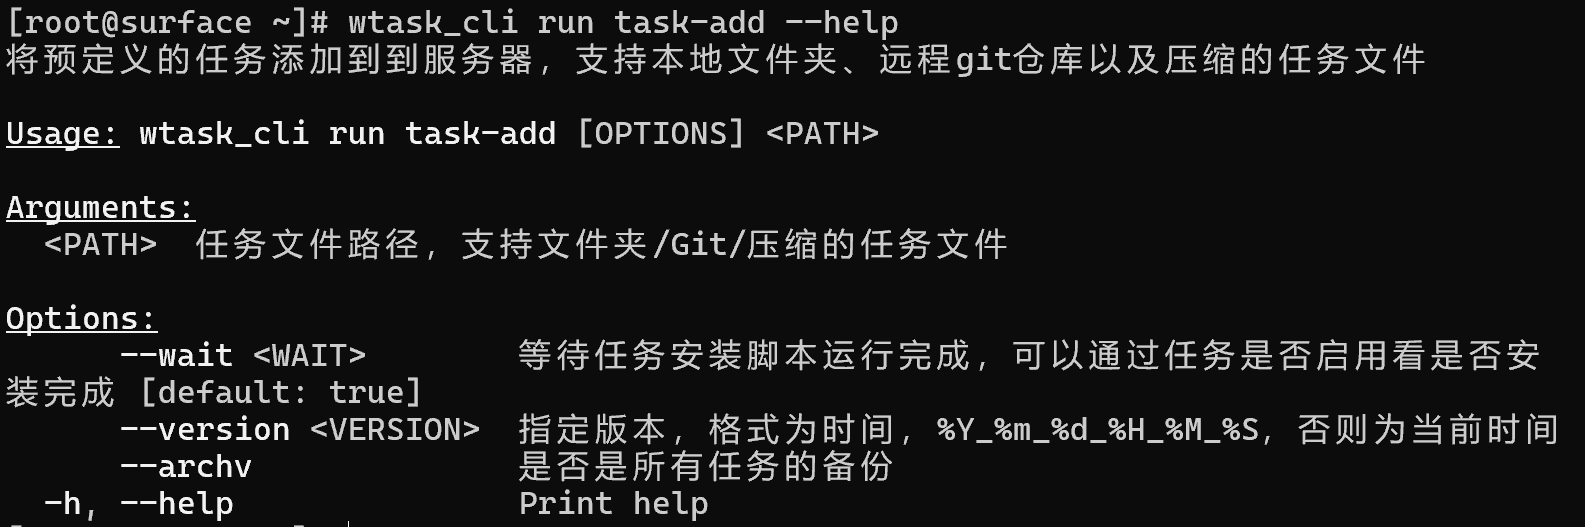 [root@surface ~]# wtask_cli run task-add --help
将预定义的任务添加到到服务器，支持本地文件夹、远程git仓库以及压缩的任务文件
Usage: wtask_cli run task-add [OPTIONS] <PATH>
Arguments:
<PATH> 任务文件路径，支持文件夹/Git/压缩的任务文件
Options:
--wait <WAIT> 等待任务安装脚本运行完成，可以通过任务是否启用看是否安
装完成 [default: true]
--version <VERSION> 指定版本，格式为时间，%Y_%m_%d_%H_%M_%S，否则为当前时间
--archv 是否是所有任务的备份
-h, --help Print help